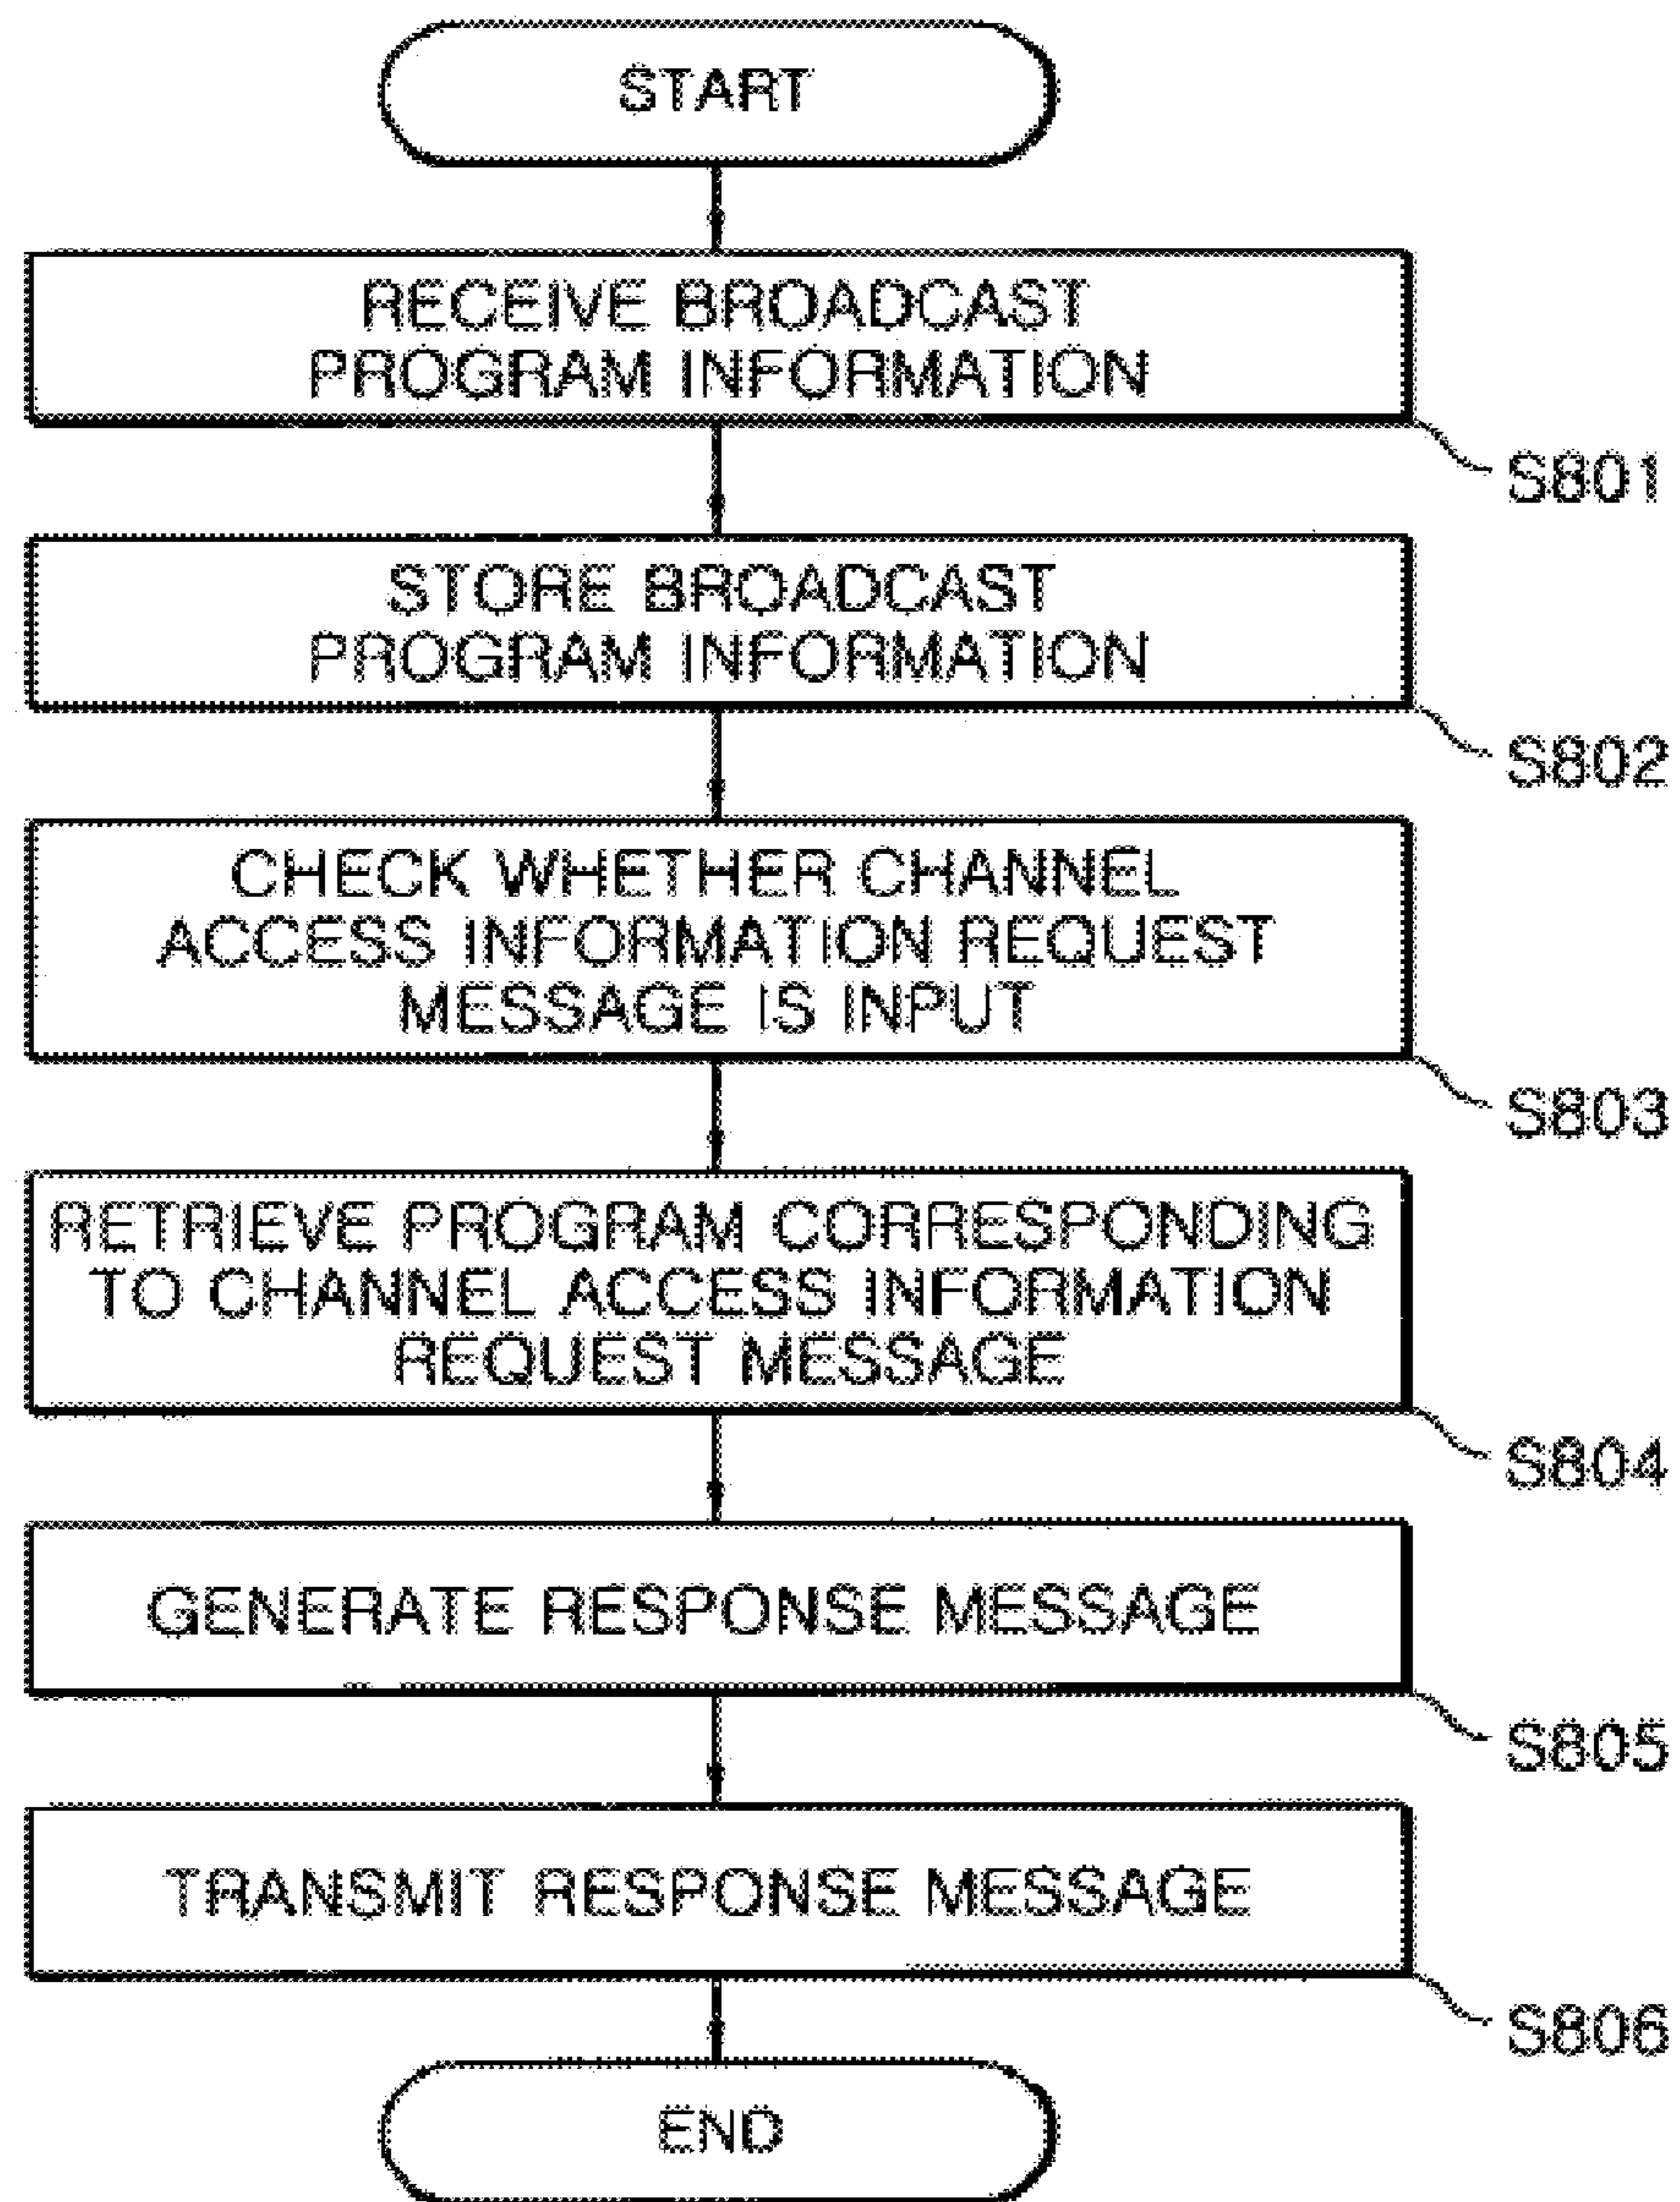 START
RECEIVE BROADCAST
PROGRAM INFORMATION
S801
STORE BROADCAST
PROGRAM INFORMATION
S802
CHECK WHETHER CHANNEL
ACCESS INFORMATION REQUEST
MESSAGE IS INPUT
S803
RETRIEVE PROGRAM CORRESPONDING
TO CHANNEL ACCESS INFORMATION
REQUEST MESSAGE
S804
GENERATE RESPONSE MESSAGE
S805
TRANSMIT RESPONSE MESSAGE
S806
END